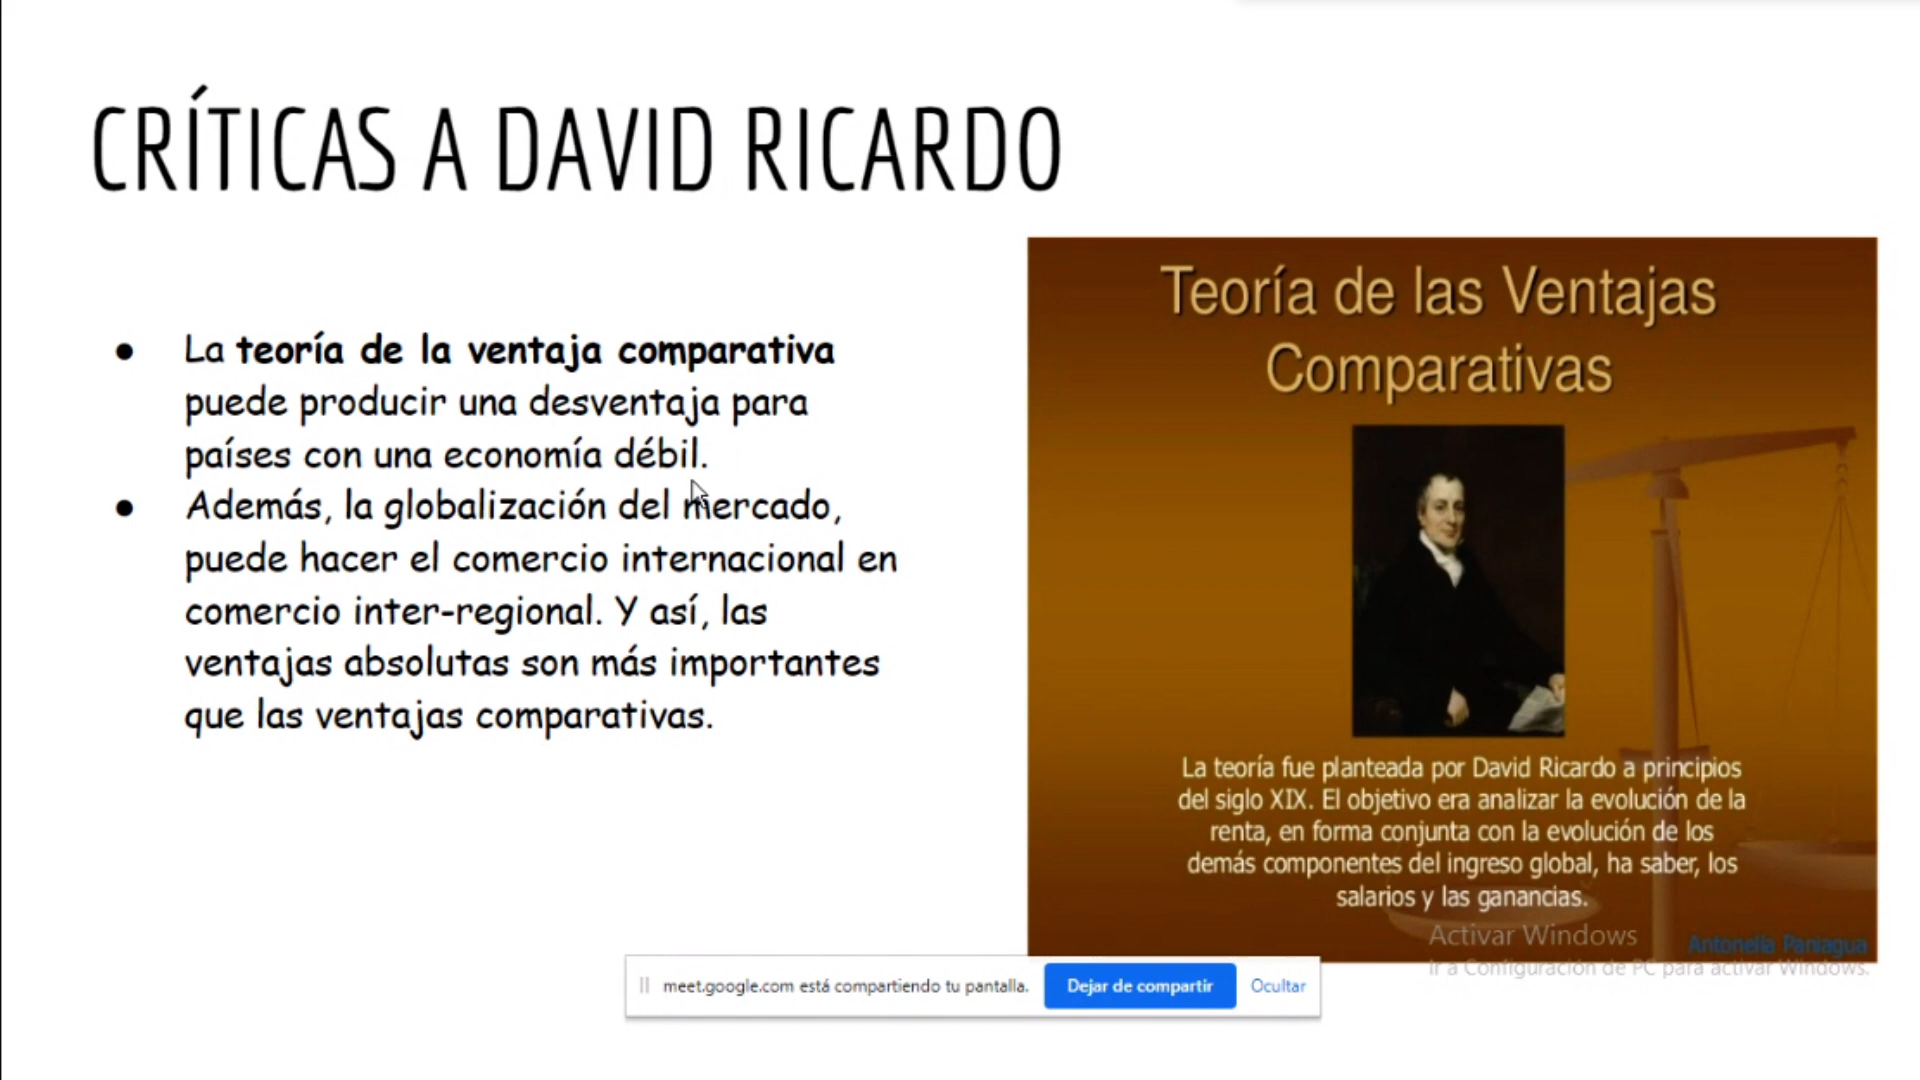 CRÍTICAS A DAVID RICARDO
● La teoría de la ventaja comparativa
puede producir una desventaja para
países con una economía débil.
● Además, la globalización del mercado,
puede hacer el comercio internacional en
comercio inter-regional. Y así, las
ventajas absolutas son más importantes
que las ventajas comparativas.
Teoría de las Ventajas
Comparativas
La teoría fue planteada por David Ricardo a principios
del siglo XIX. El objetivo era analizar la evolución de la
renta, en forma conjunta con la evolución de los
demás componentes del ingreso global, ha saber, los
salarios y las ganancias.
Activar Windows
Ir a Configuración de PC para activar Windows.
Antonella Paniagua
meet.google.com está compartiendo tu pantalla.
Dejar de compartir
Ocultar